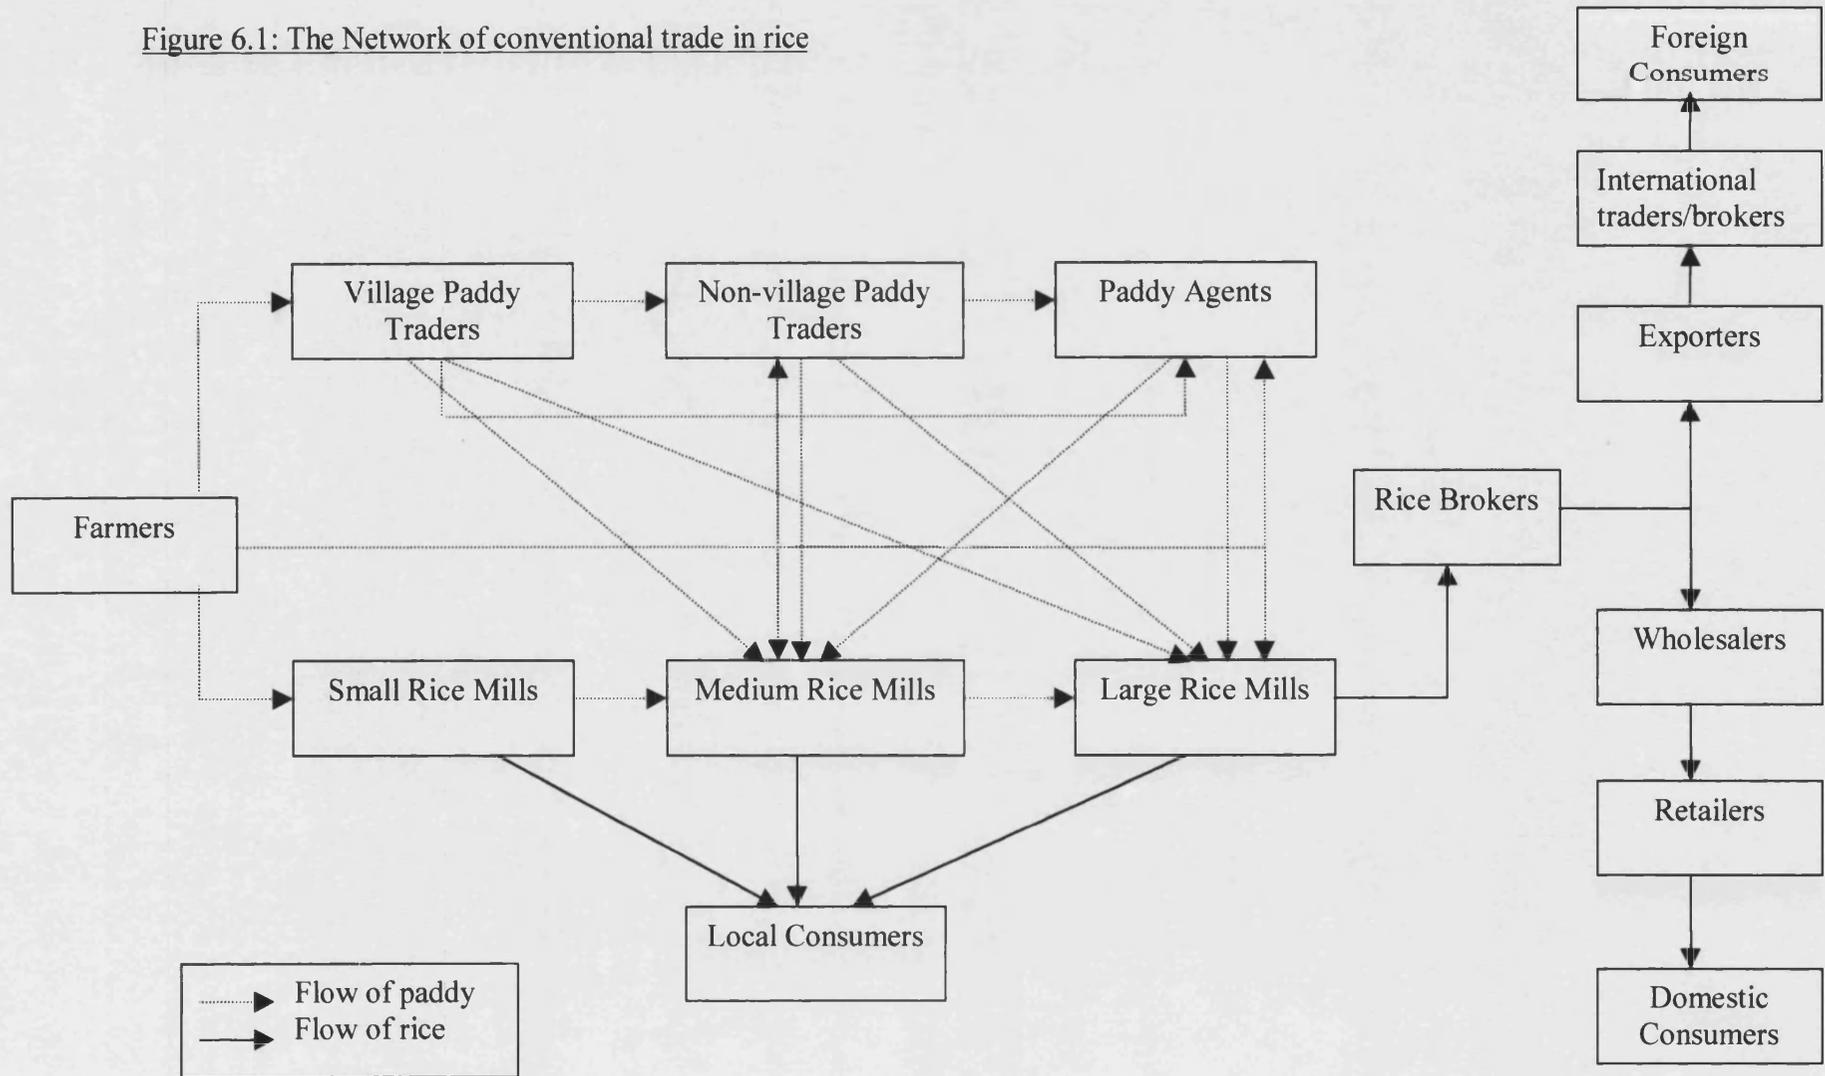 Figure 6.1: The Network of conventional trade in rice
Foreign
Consumers
International
traders/brokers
Village Paddy
Traders
Non-village Paddy
Traders
Paddy Agents
Exporters
Rice Brokers
Farmers
Wholesalers
Small Rice Mills
Medium Rice Mills
Large Rice Mills
Retailers
Local Consumers
Flow of paddy
Flow of rice
Domestic
Consumers